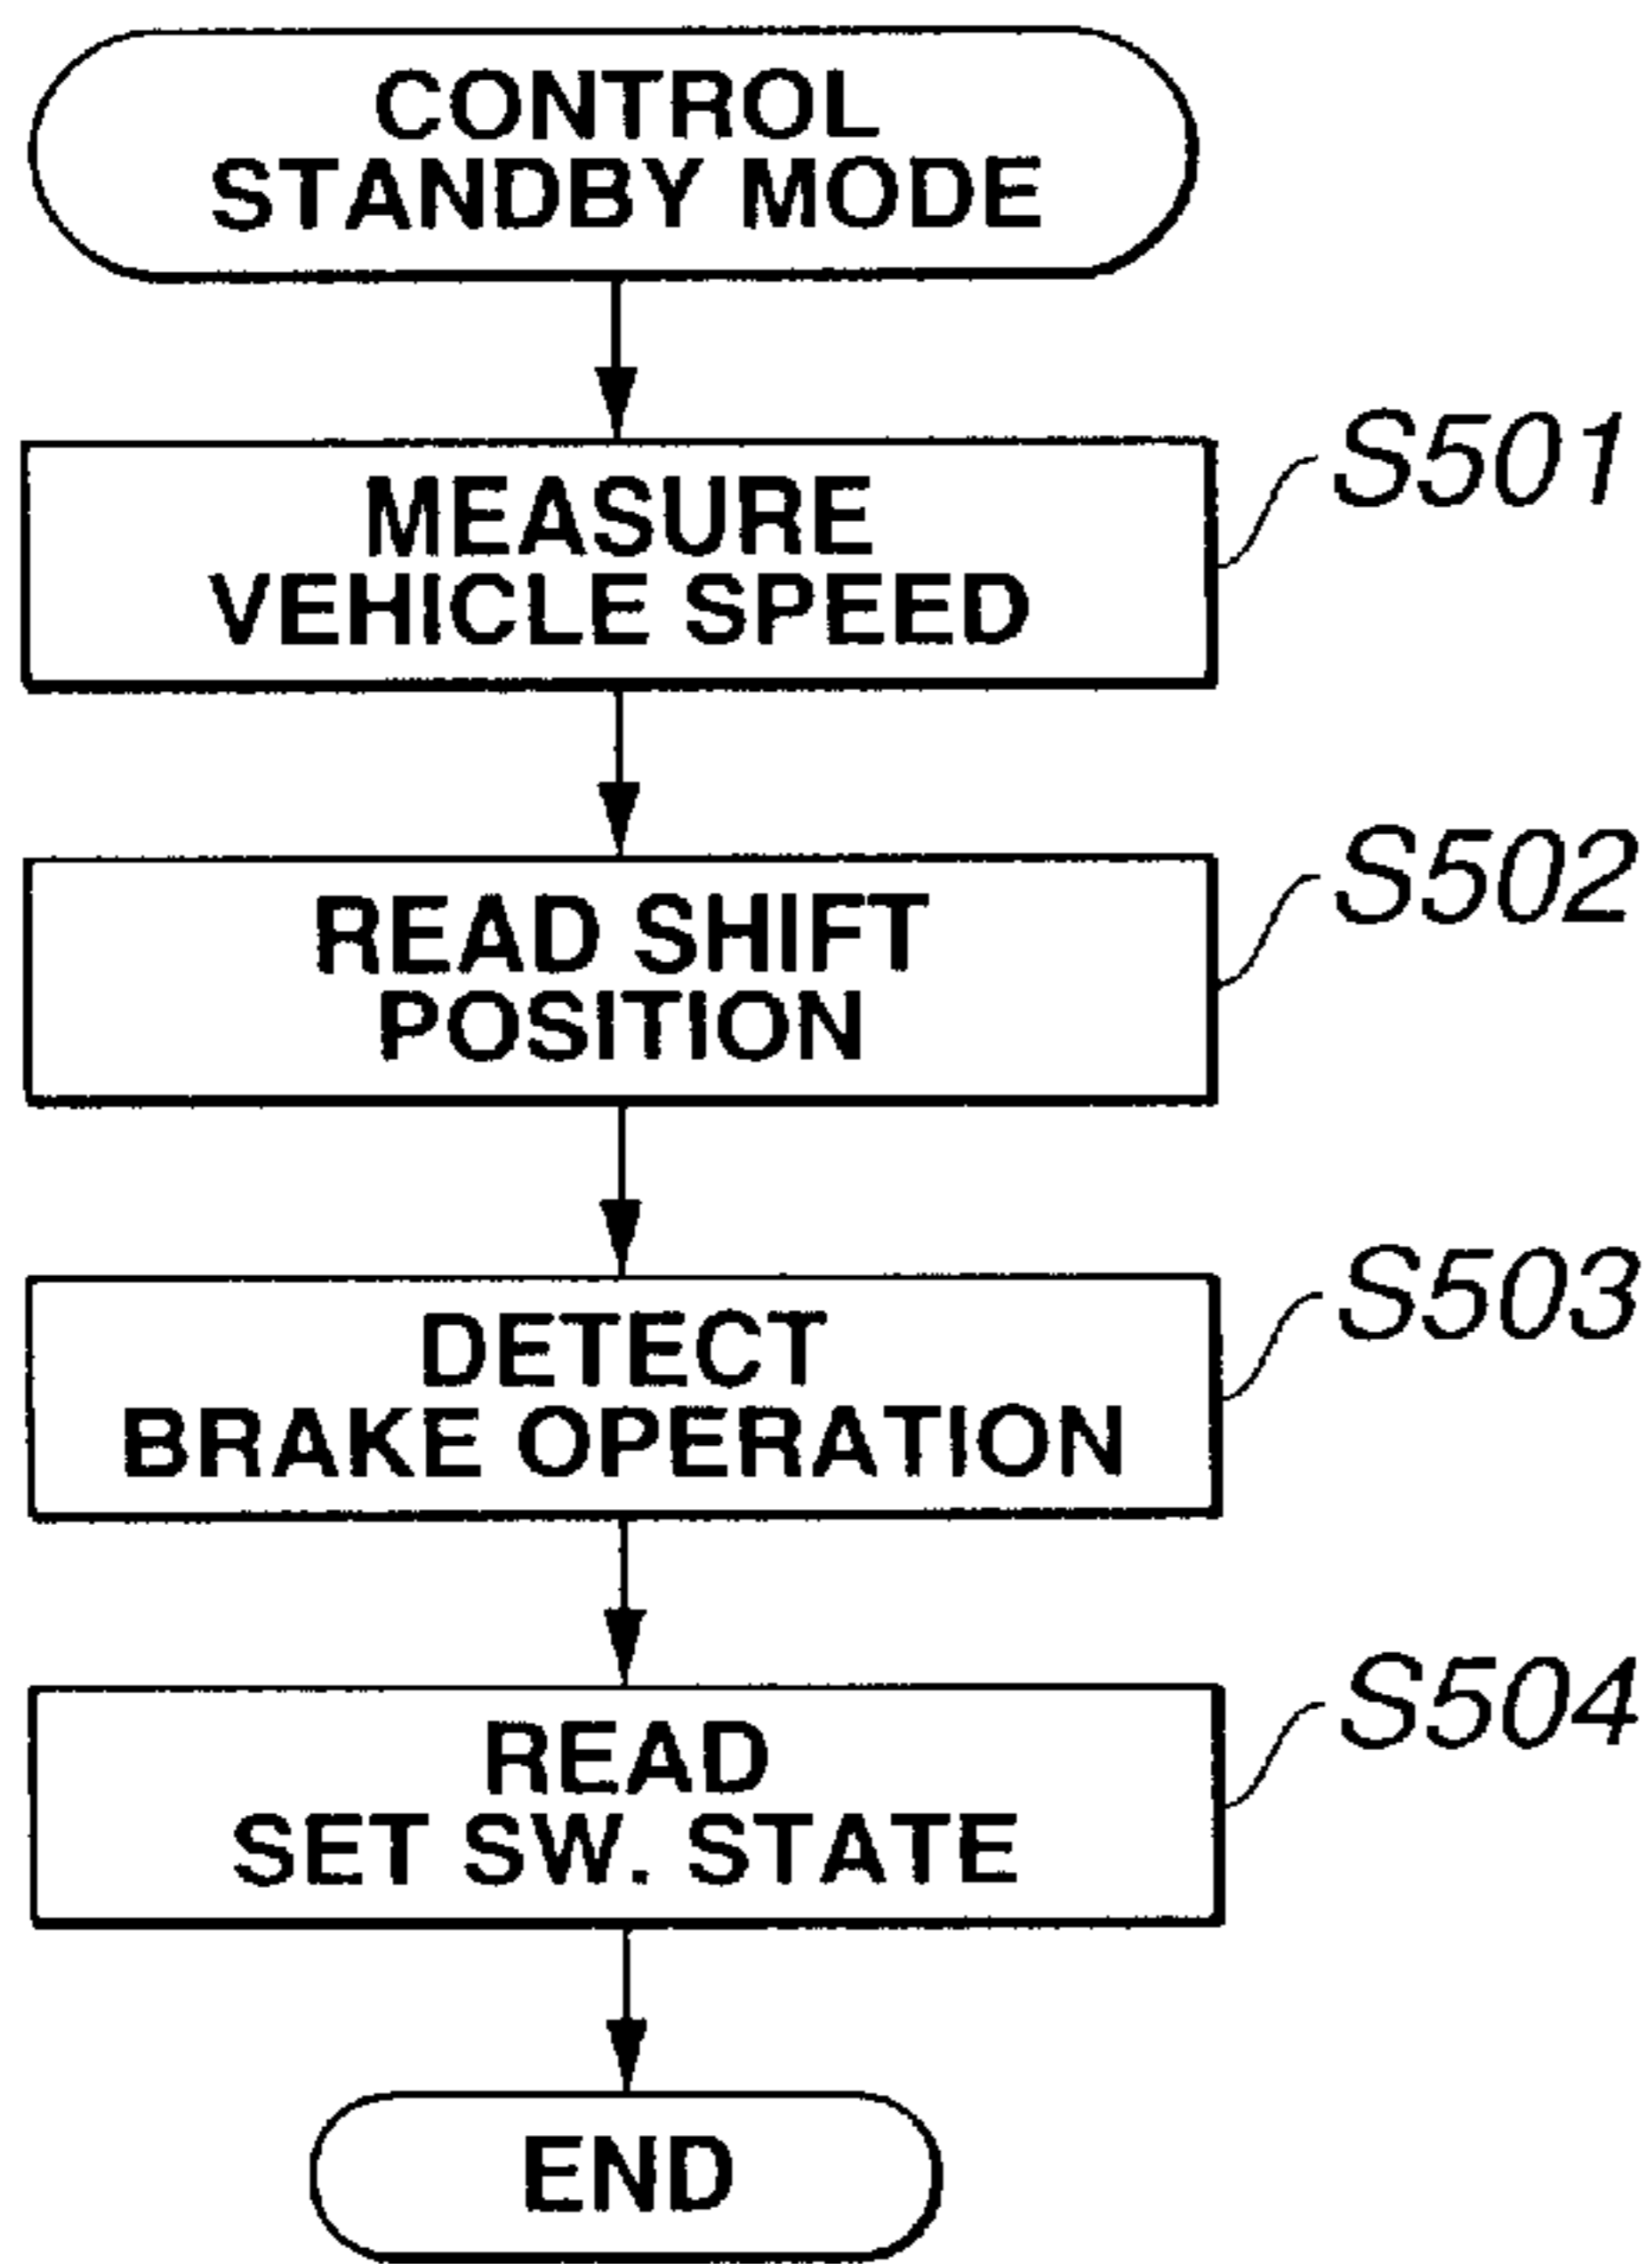 CONTROL
STANDBY MODE
MEASURE
VEHICLE SPEED
S501
READ SHIFT
POSITION
S502
DETECT
BRAKE OPERATION
S503
READ
SET SW. STATE
S504
END